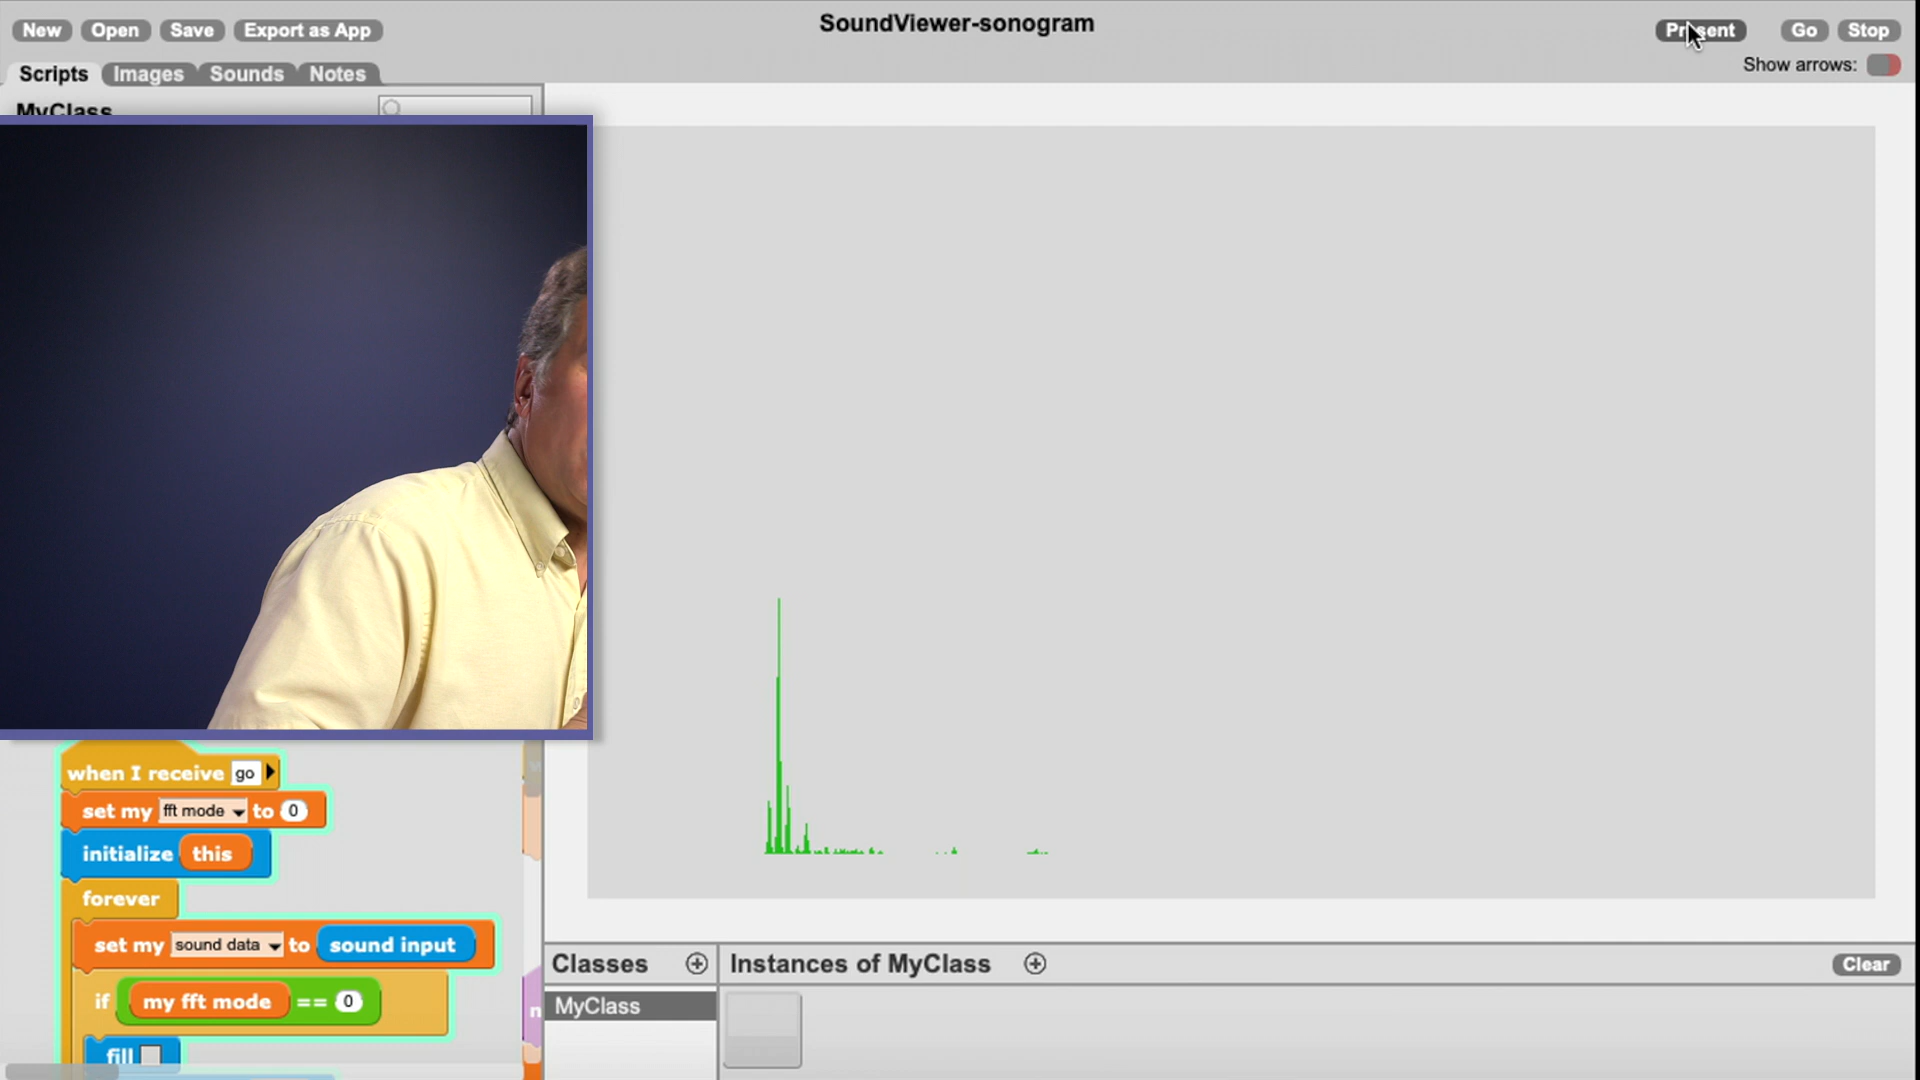 SoundViewer-sonogram
New Open Save Export as App
Present Go Stop
Show arrows:
Scripts Images Sounds Notes
MyClass
when I receive go
set my fft mode to 0
initialize this
forever
set my sound data to sound input
if my fft mode == 0
fill
Classes
Instances of MyClass
Clear
MyClass